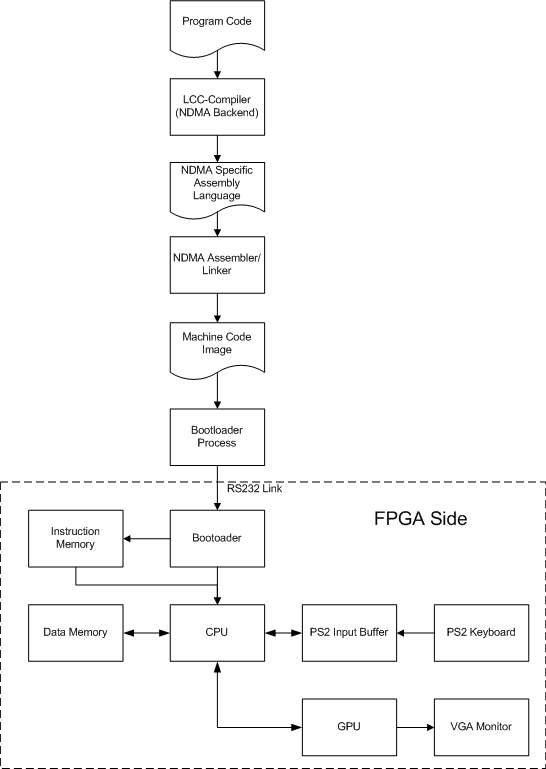 Program Code
LCC-Compiler
(NDMA Backend)
NDMA Specific
Assembly
Language
NDMA Assembler/
Linker
Machine Code
Image
Bootloader
Process
RS232 Link
FPGA Side
Instruction
Memory
Bootoader
Data Memory
CPU
PS2 Input Buffer
PS2 Keyboard
GPU
VGA Monitor